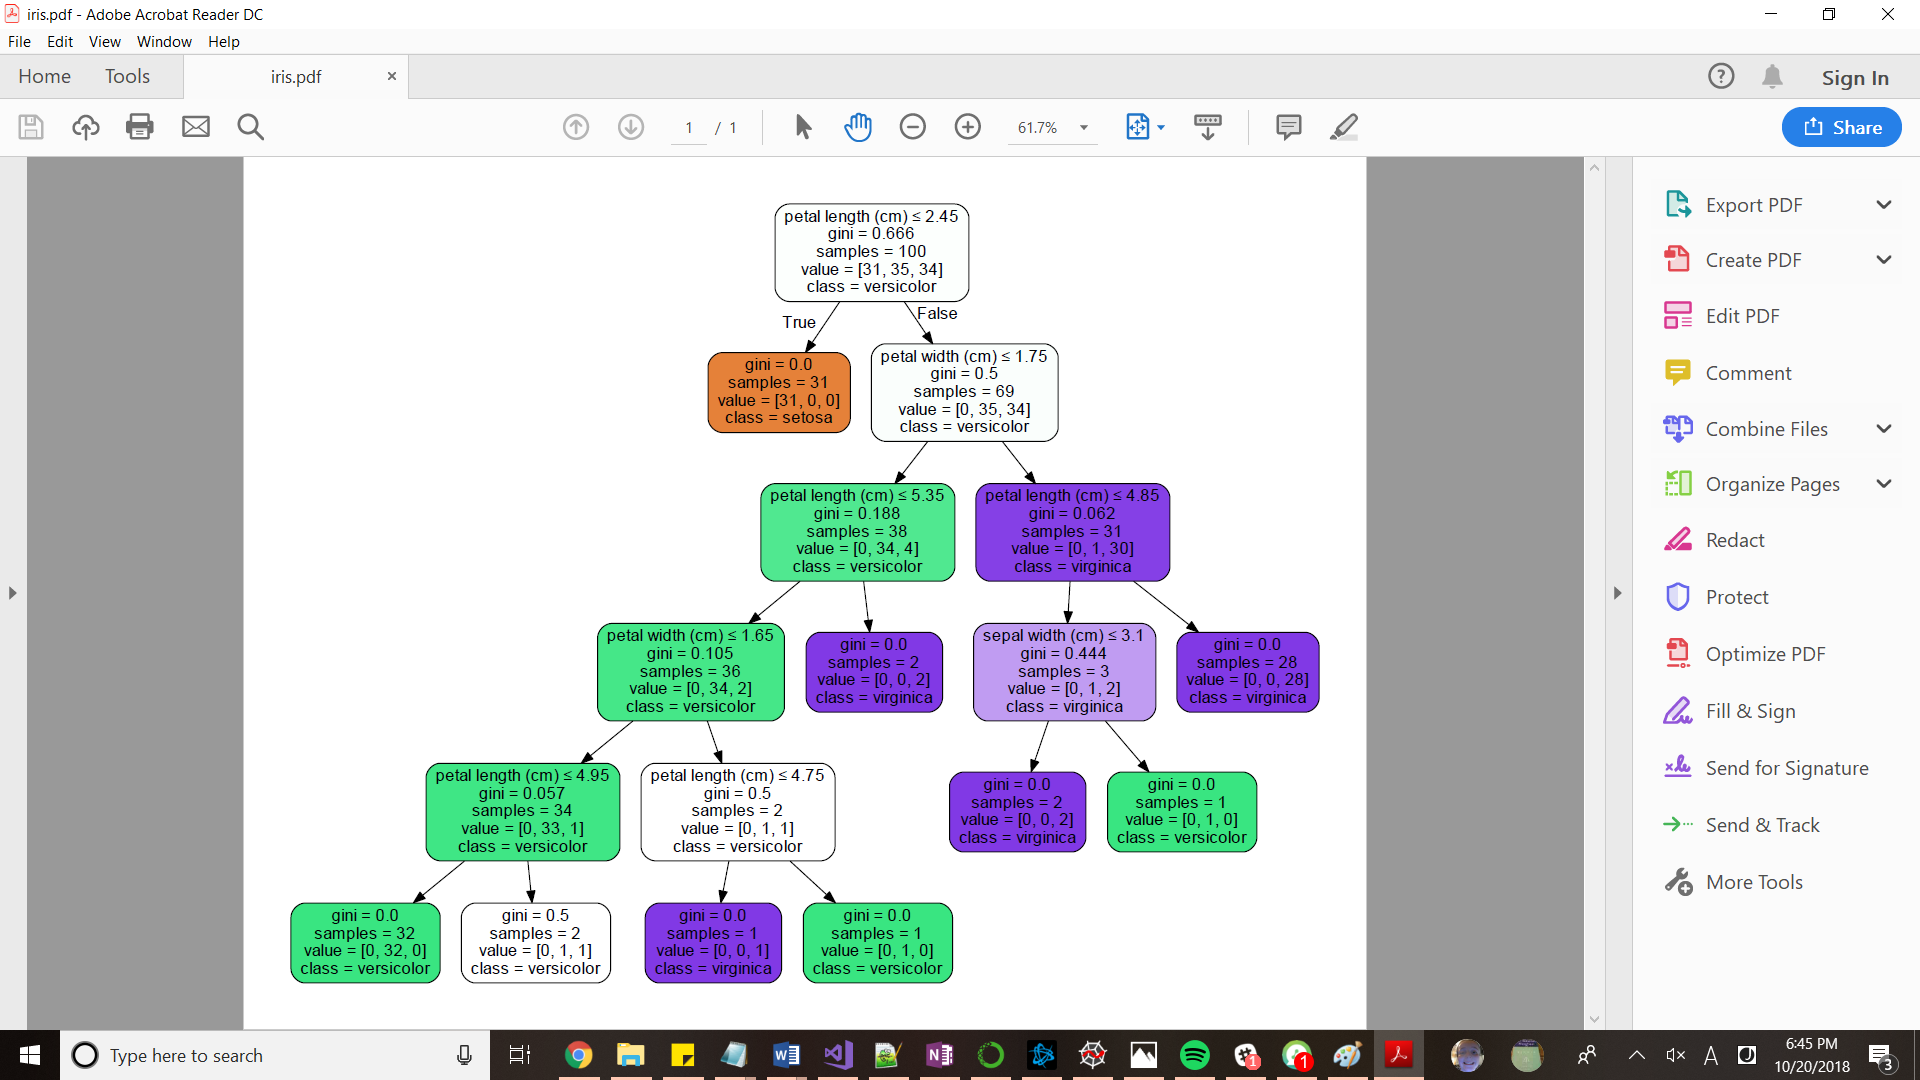 iris.pdf - Adobe Acrobat Reader DC
File Edit View Window Help
Home Tools iris.pdf × ? Sign In
1 / 1 61.7% Share
petal length (cm) ≤ 2.45
gini = 0.666
samples = 100
value = [31, 35, 34]
class = versicolor
True
False
gini = 0.0
samples = 31
value = [31, 0, 0]
class = setosa
petal width (cm) ≤ 1.75
gini = 0.5
samples = 69
value = [0, 35, 34]
class = versicolor
petal length (cm) ≤ 5.35
gini = 0.188
samples = 38
value = [0, 34, 4]
class = versicolor
petal length (cm) ≤ 4.85
gini = 0.062
samples = 31
value = [0, 1, 30]
class = virginica
petal width (cm) ≤ 1.65
gini = 0.105
samples = 36
value = [0, 34, 2]
class = versicolor
gini = 0.0
samples = 2
value = [0, 0, 2]
class = virginica
sepal width (cm) ≤ 3.1
gini = 0.444
samples = 3
value = [0, 1, 2]
class = virginica
gini = 0.0
samples = 28
value = [0, 0, 28]
class = virginica
petal length (cm) ≤ 4.95
gini = 0.057
samples = 34
value = [0, 33, 1]
class = versicolor
petal length (cm) ≤ 4.75
gini = 0.5
samples = 2
value = [0, 1, 1]
class = versicolor
gini = 0.0
samples = 2
value = [0, 0, 2]
class = virginica
gini = 0.0
samples = 1
value = [0, 1, 0]
class = versicolor
gini = 0.0
samples = 32
value = [0, 32, 0]
class = versicolor
gini = 0.5
samples = 2
value = [0, 1, 1]
class = versicolor
gini = 0.0
samples = 1
value = [0, 0, 1]
class = virginica
gini = 0.0
samples = 1
value = [0, 1, 0]
class = versicolor
Export PDF
Create PDF
Edit PDF
Comment
Combine Files
Organize Pages
Redact
Protect
Optimize PDF
Fill & Sign
Send for Signature
Send & Track
More Tools
Type here to search
1
1
A
6:45 PM
10/20/2018
3